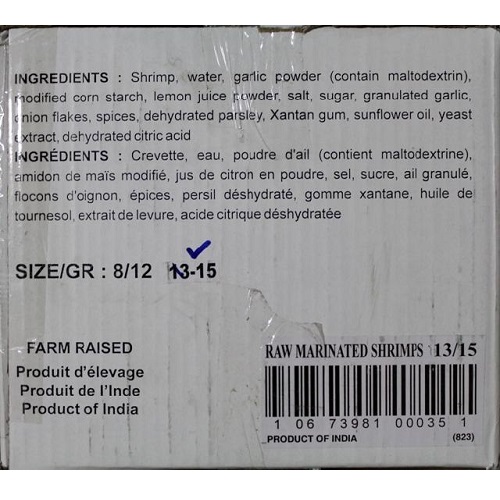 INGREDIENTS : Shrimp, water, garlic powder (contain maltodextrin),
modified corn starch, lemon juice powder, salt, sugar, granulated garlic,
onion flakes, spices, dehydrated parsley, Xantan gum, sunflower oil, yeast
extract, dehydrated citric acid
INGRÉDIENTS : Crevette, eau, poudre d'ail (contient maltodextrine),
amidon de maïs modifié, jus de citron en poudre, sel, sucre, ail granulé,
flocons d'oignon, épices, persil déshydraté, gomme xantane, huile de
tournesol, extrait de levure, acide citrique déshydratée
SIZE/GR : 8/12 13-15
FARM RAISED
Produit d'élevage
Produit de l'Inde
Product of India
RAW MARINATED SHRIMPS 13/15
1 06 73981 00035 1
PRODUCT OF INDIA (823)